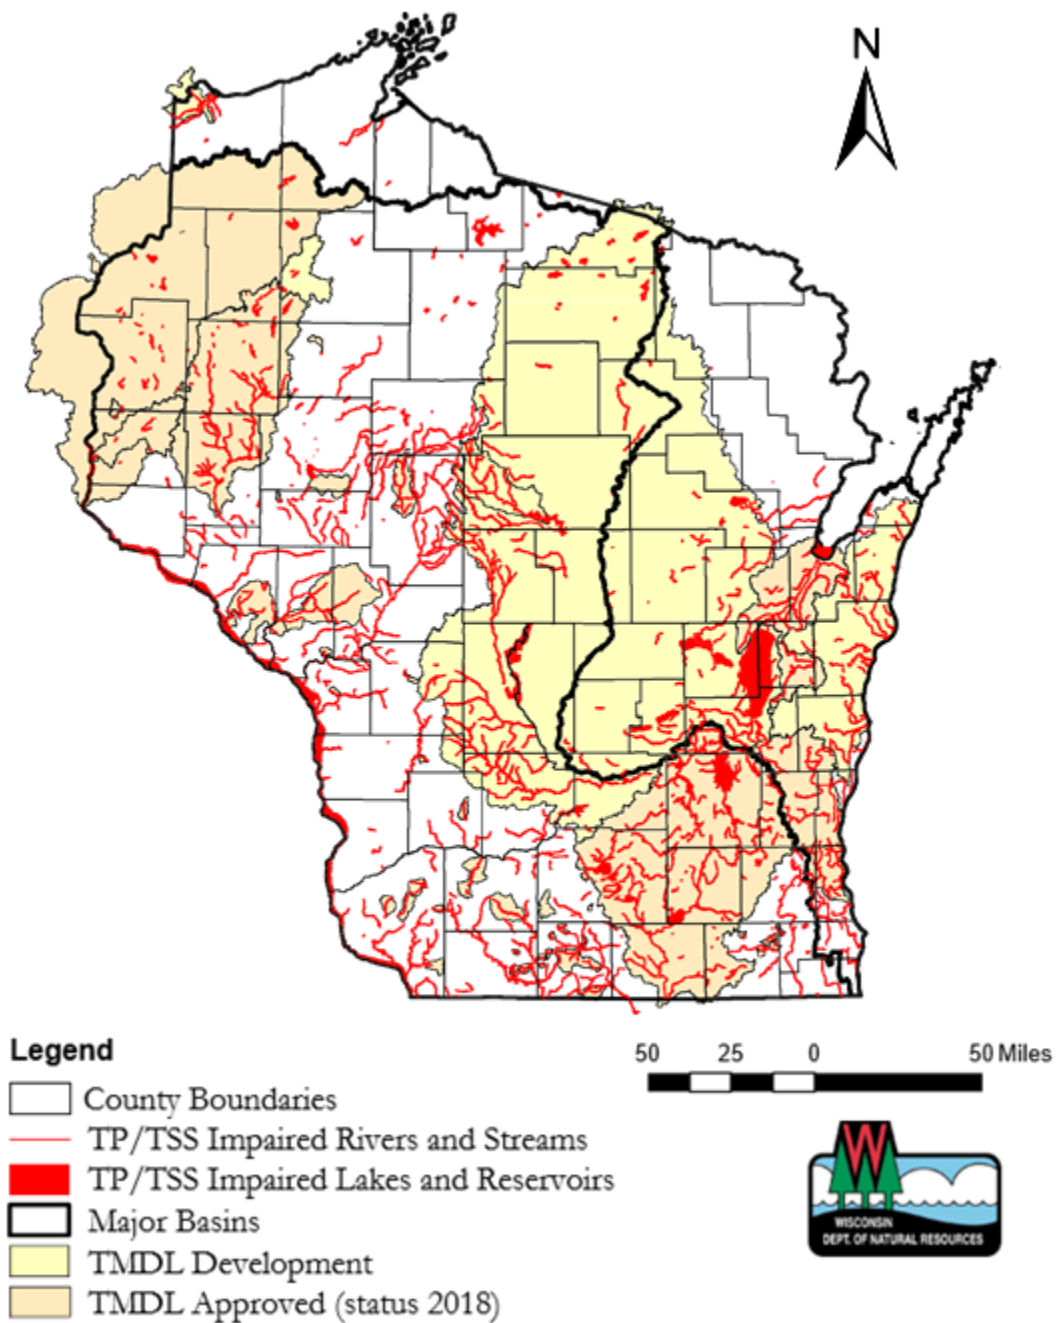 N
Legend
50 25 0 50 Miles
County Boundaries
TP/TSS Impaired Rivers and Streams
TP/TSS Impaired Lakes and Reservoirs
Major Basins
TMDL Development
TMDL Approved (status 2018)
W
WISCONSIN
DEPT. OF NATURAL RESOURCES